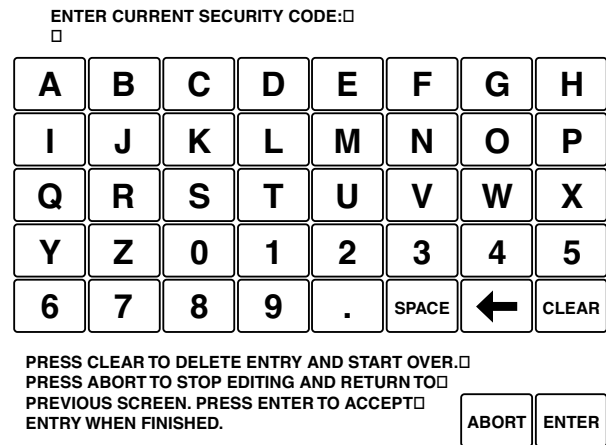 ENTER CURRENT SECURITY CODE:□
□
A B C D E F G H
I J K L M N O P
Q R S T U V W X
Y Z 0 1 2 3 4 5
6 7 8 9 . SPACE CLEAR
PRESS CLEAR TO DELETE ENTRY AND START OVER.□
PRESS ABORT TO STOP EDITING AND RETURN TO□
PREVIOUS SCREEN. PRESS ENTER TO ACCEPT□
ENTRY WHEN FINISHED.
ABORT ENTER